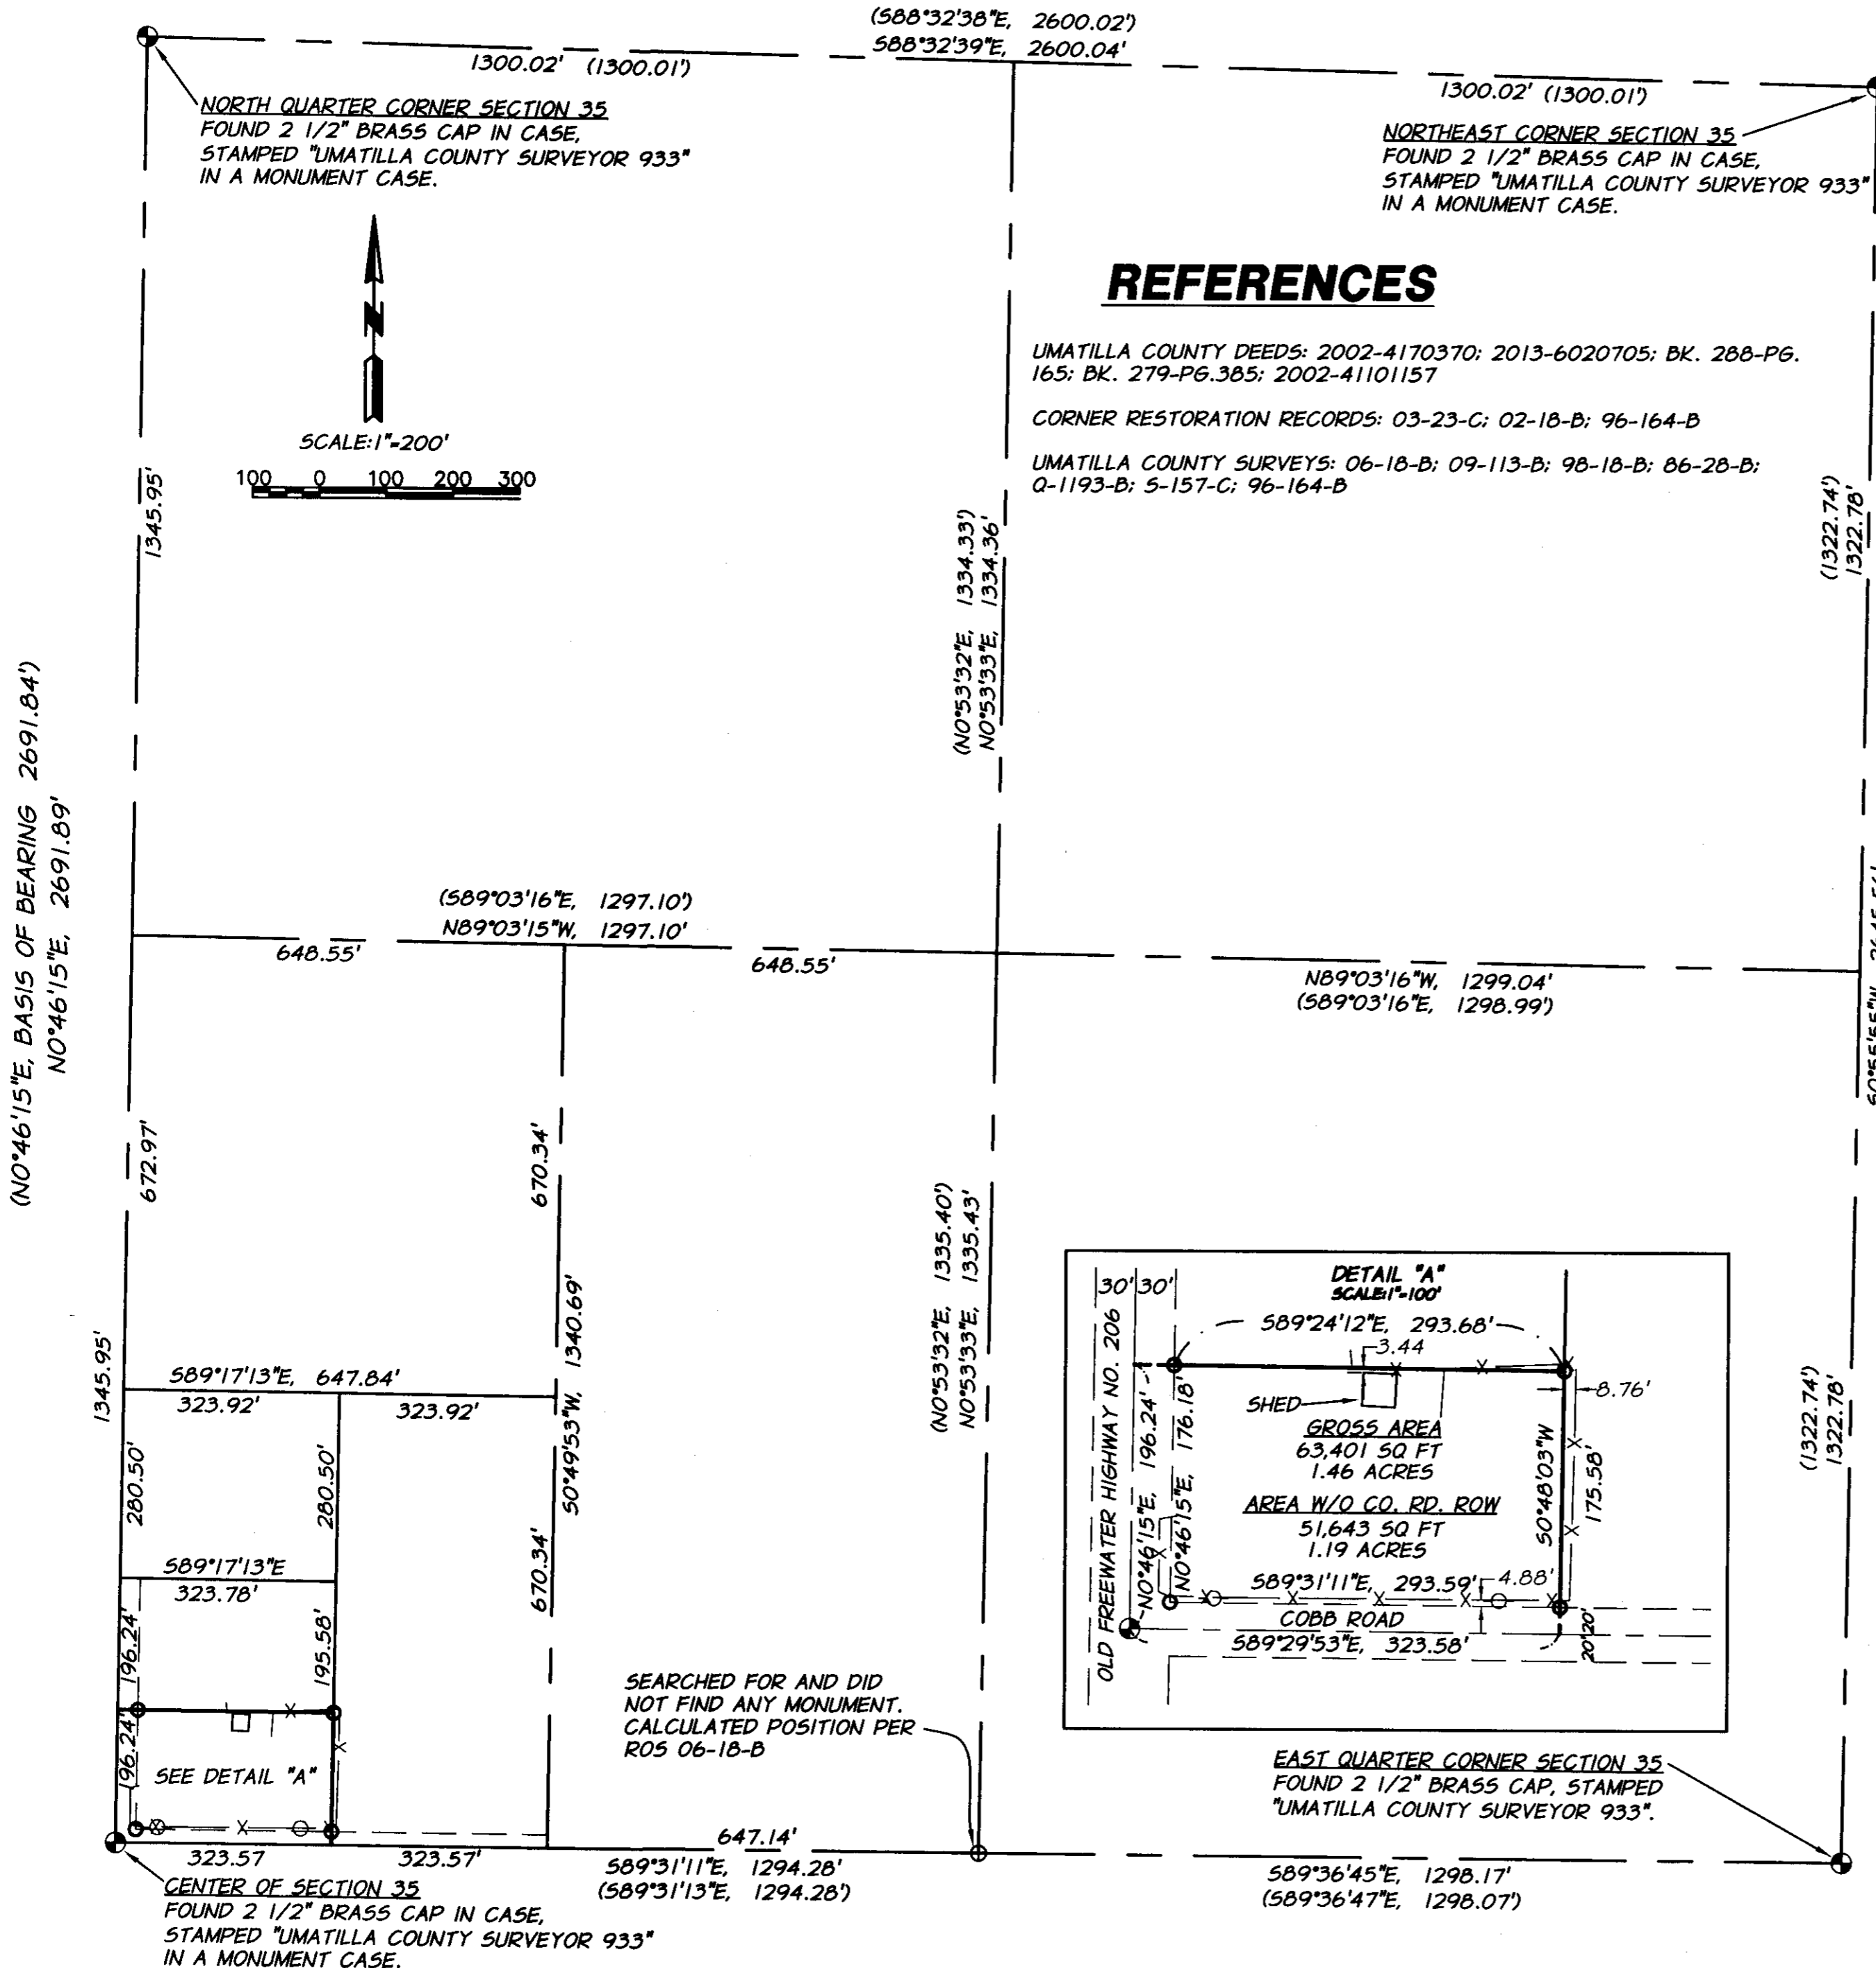 (S88°32'38"E, 2600.02')
S88°32'39"E, 2600.04'
1300.02' (1300.01')
1300.02' (1300.01')
NORTH QUARTER CORNER SECTION 35
FOUND 2 1/2" BRASS CAP IN CASE,
STAMPED "UMATILLA COUNTY SURVEYOR 933"
IN A MONUMENT CASE.
NORTHEAST CORNER SECTION 35
FOUND 2 1/2" BRASS CAP IN CASE,
STAMPED "UMATILLA COUNTY SURVEYOR 933"
IN A MONUMENT CASE.
N
SCALE:1"=200'
100 0 100 200 300
REFERENCES
UMATILLA COUNTY DEEDS: 2002-4170370; 2013-6020705; BK. 288-PG.
165; BK. 279-PG.385; 2002-41101157
CORNER RESTORATION RECORDS: 03-23-C; 02-18-B; 96-164-B
UMATILLA COUNTY SURVEYS: 06-18-B; 09-113-B; 98-18-B; 86-28-B;
Q-1193-B; S-157-C; 96-164-B
1345.95'
(N0°53'32"E, 1334.33')
N0°53'33"E, 1334.36'
(1322.74')
1322.78'
(N0°46'15"E, BASIS OF BEARING 2691.84')
N0°46'15"E, 2691.89'
(S89°03'16"E, 1297.10')
N89°03'15"W, 1297.10'
648.55'
648.55'
N89°03'16"W, 1299.04'
(S89°03'16"E, 1298.99')
S0°55'55"W,
672.97'
670.34'
S0°49'53"W, 1340.69'
670.34'
(N0°53'32"E, 1335.40')
N0°53'33"E, 1335.43'
(1322.74')
1322.78'
1345.95'
S89°17'13"E, 647.84'
323.92'
323.92'
280.50'
280.50'
S89°17'13"E
323.78'
196.24'
195.58'
196.24'
SEE DETAIL "A"
DETAIL "A"
SCALE:1"=100'
30' 30'
OLD FREEWATER HIGHWAY NO. 206
S89°24'12"E, 293.68'
3.44
8.76'
SHED
N0°46'15"E, 196.24'
N0°46'15"E, 176.18'
GROSS AREA
63,401 SQ FT
1.46 ACRES
AREA W/O CO. RD. ROW
51,643 SQ FT
1.19 ACRES
S0°48'03"W
175.58'
S89°31'11"E, 293.59'
4.88'
COBB ROAD
S89°29'53"E, 323.58'
20'20'
SEARCHED FOR AND DID
NOT FIND ANY MONUMENT.
CALCULATED POSITION PER
ROS 06-18-B
EAST QUARTER CORNER SECTION 35
FOUND 2 1/2" BRASS CAP, STAMPED
"UMATILLA COUNTY SURVEYOR 933".
323.57
323.57'
647.14'
S89°31'11"E, 1294.28'
(S89°31'13"E, 1294.28')
S89°36'45"E, 1298.17'
(S89°36'47"E, 1298.07')
CENTER OF SECTION 35
FOUND 2 1/2" BRASS CAP IN CASE,
STAMPED "UMATILLA COUNTY SURVEYOR 933"
IN A MONUMENT CASE.